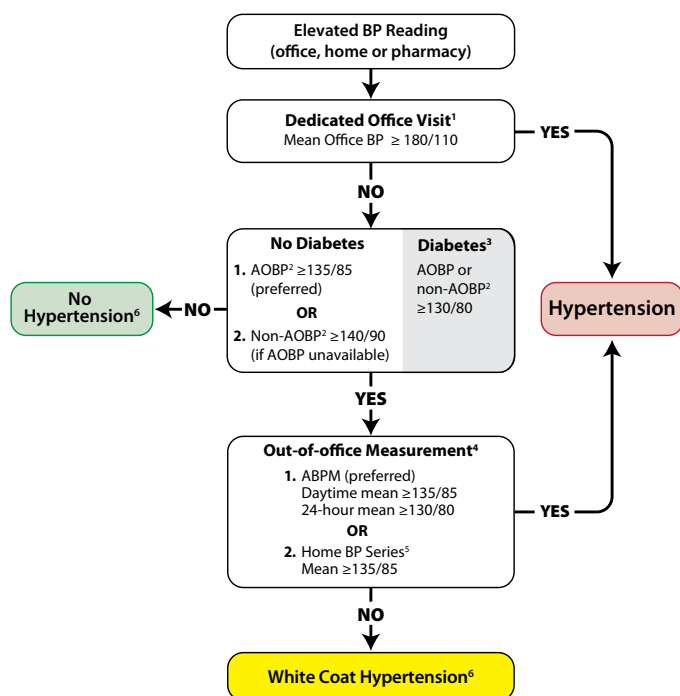 Elevated BP Reading
(office, home or pharmacy)
Dedicated Office Visit¹
Mean Office BP ≥ 180/110
YES
NO
No Diabetes
1. AOBP² ≥135/85
(preferred)
OR
2. Non-AOBP² ≥140/90
(if AOBP unavailable)
Diabetes³
AOBP or
non-AOBP²
≥130/80
NO
No
Hypertension⁶
Hypertension
YES
Out-of-office Measurement⁴
1. ABPM (preferred)
Daytime mean ≥135/85
24-hour mean ≥130/80
OR
2. Home BP Series⁵
Mean ≥135/85
YES
NO
White Coat Hypertension⁶